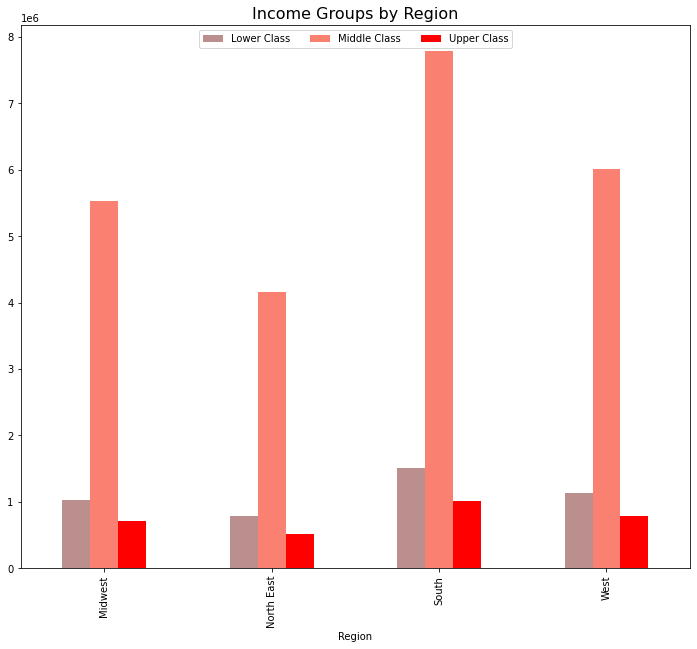 Income Groups by Region
1e6
Lower Class Middle Class Upper Class
8
7
6
5
4
3
2
1
0
Midwest
North East
South
West
Region